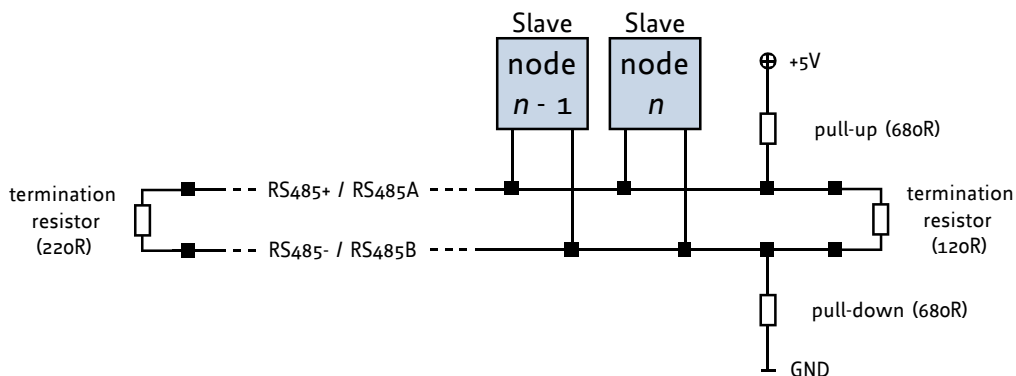 Slave
Slave
node
n - 1
node
n
+5V
pull-up (680R)
termination
resistor
(220R)
RS485+ / RS485A
RS485- / RS485B
termination
resistor
(120R)
pull-down (680R)
GND